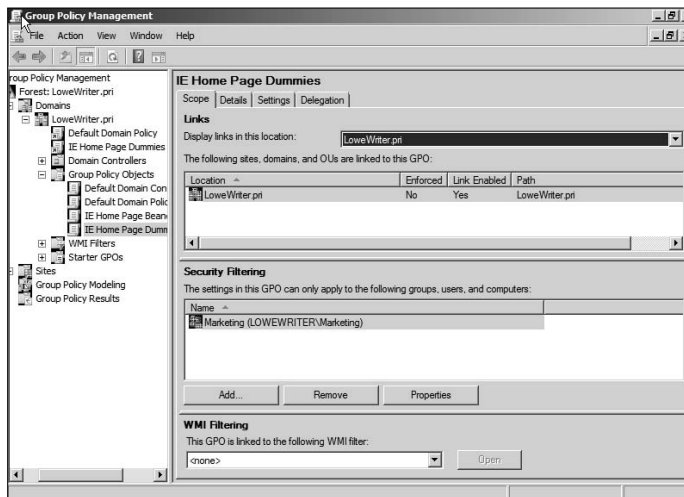 Group Policy Management
File Action View Window Help
roup Policy Management
Forest: LoweWriter.pri
Domains
LoweWriter.pri
Default Domain Policy
IE Home Page Dummies
Domain Controllers
Group Policy Objects
Default Domain Con
Default Domain Polic
IE Home Page Bean
IE Home Page Dumm
WMI Filters
Starter GPOs
Sites
Group Policy Modeling
Group Policy Results
IE Home Page Dummies
Scope Details Settings Delegation
Links
Display links in this location: LoweWriter.pri
The following sites, domains, and OUs are linked to this GPO:
Location Enforced Link Enabled Path
LoweWriter.pri No Yes LoweWriter.pri
Security Filtering
The settings in this GPO can only apply to the following groups, users, and computers:
Name
Marketing (LOWEWRITER\Marketing)
Add... Remove Properties
WMI Filtering
This GPO is linked to the following WMI filter:
<none> Open